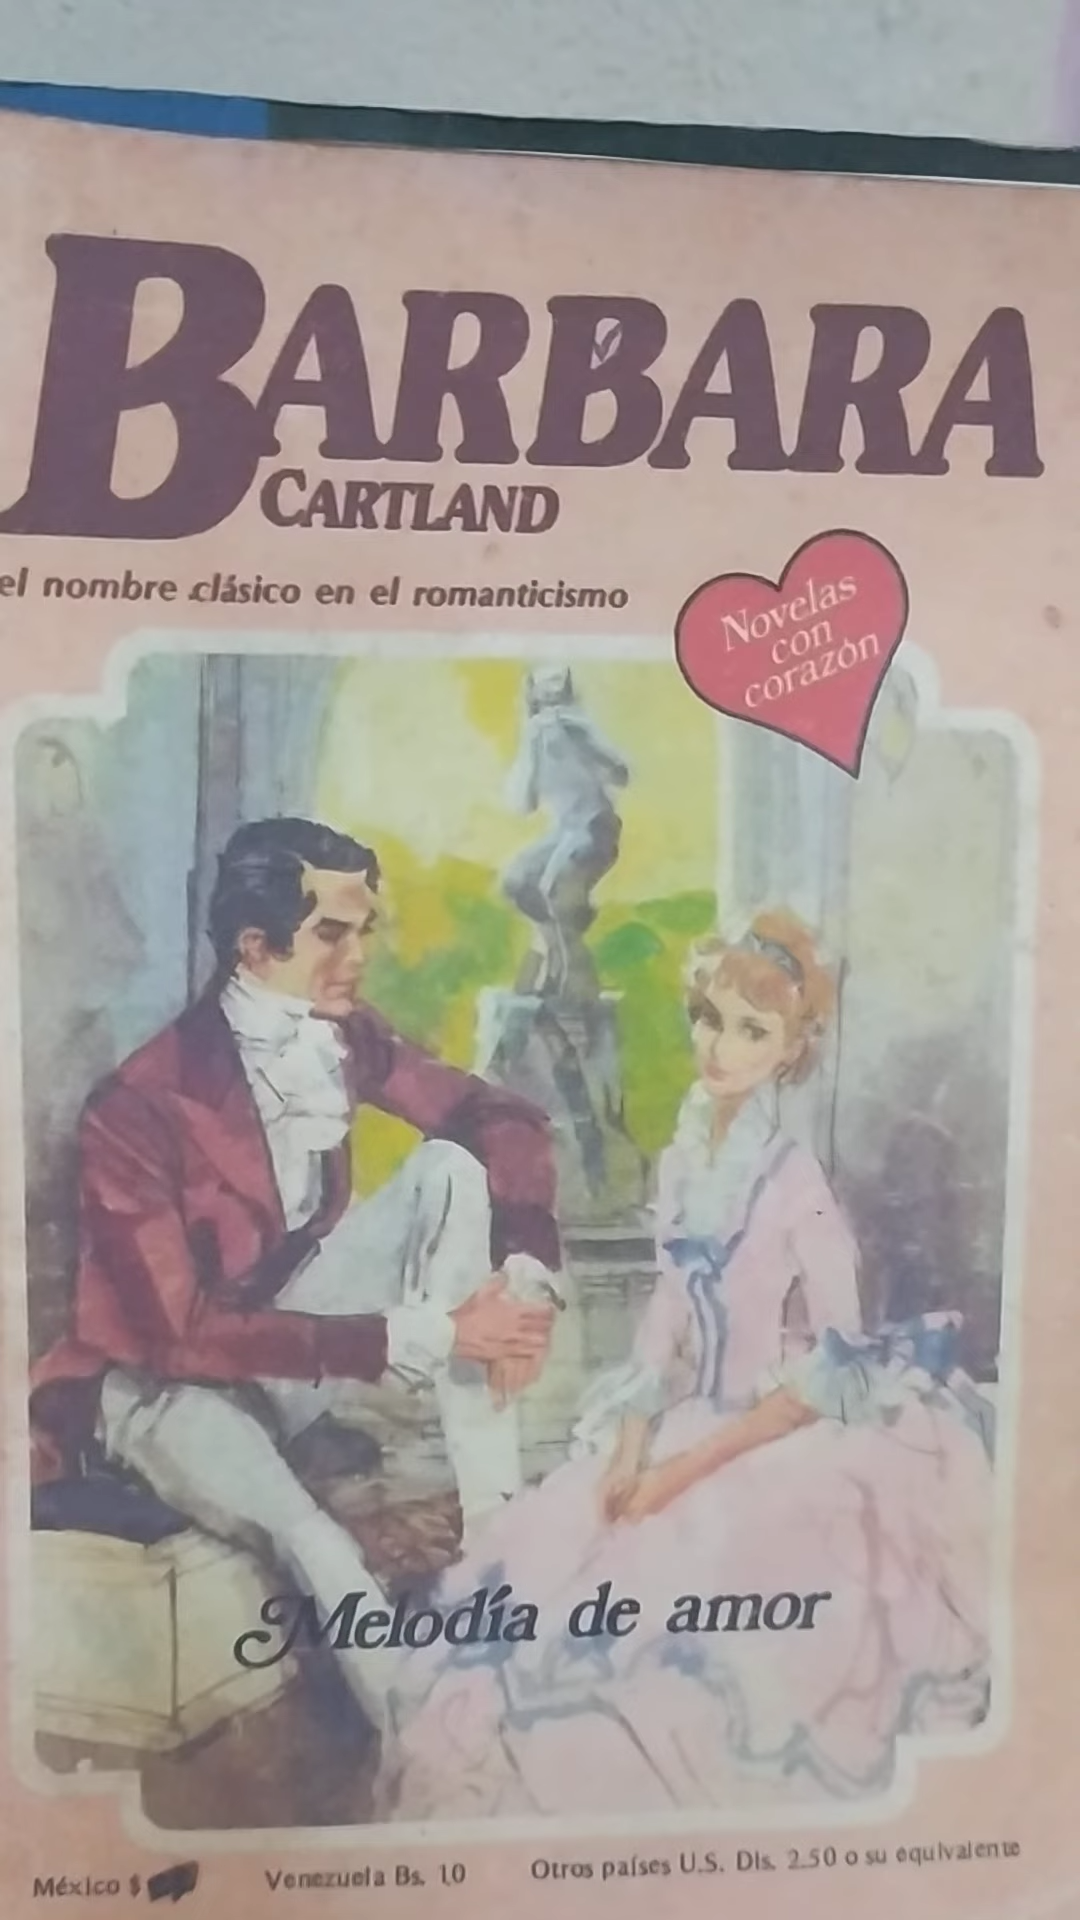 BARBARA
CARTLAND
el nombre clásico en el romanticismo
Novelas
con
corazón
Melodía de amor
México $
Venezuela Bs. 10
Otros países U.S. Dls. 2.50 o su equivalente